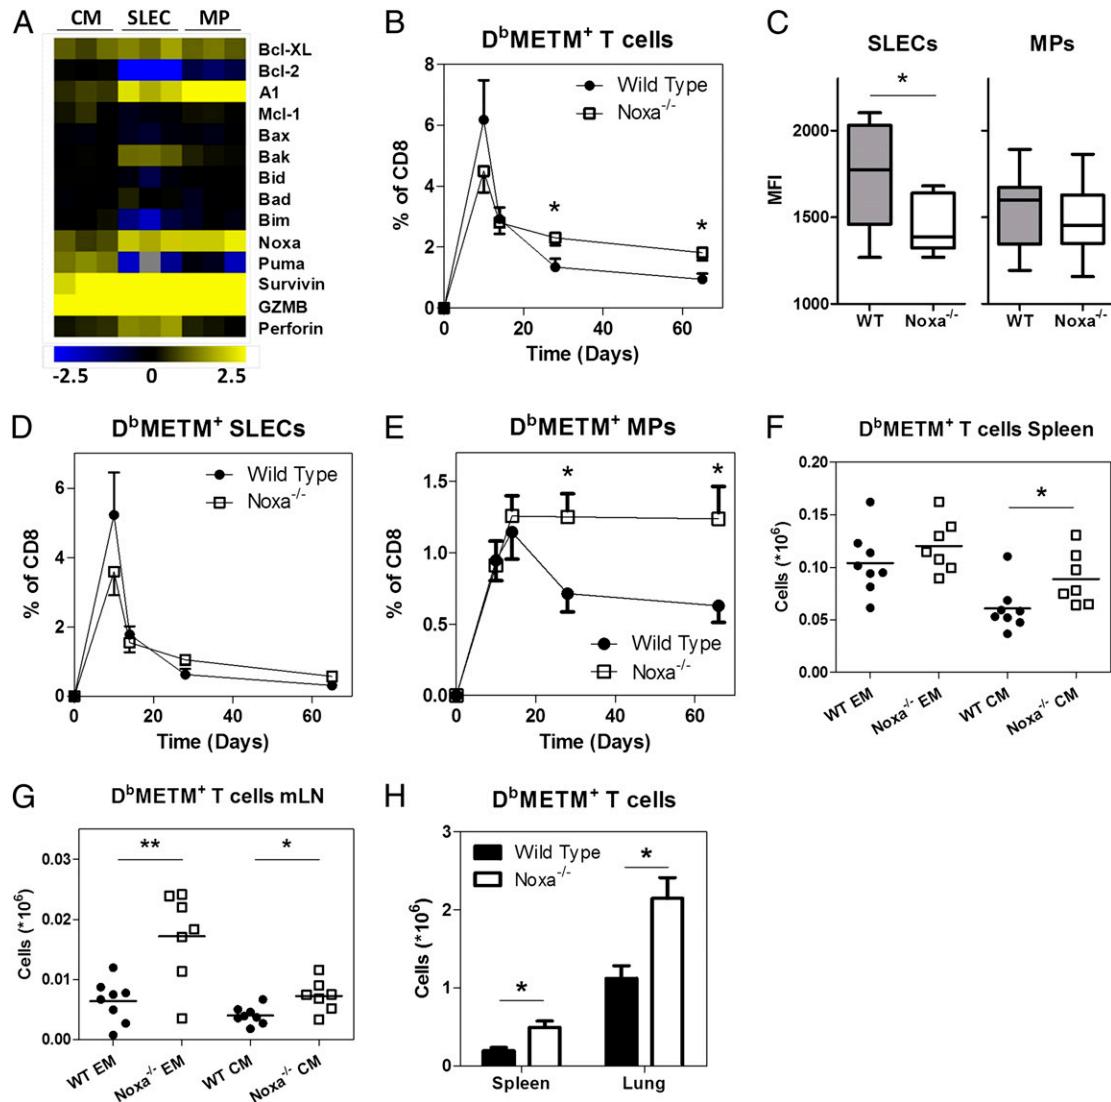 A
CM SLEC MP
Bcl-XL
Bcl-2
A1
Mcl-1
Bax
Bak
Bid
Bad
Bim
Noxa
Puma
Survivin
GZMB
Perforin
-2.5 0 2.5
B
DᵇMETM⁺ T cells
Wild Type
Noxa⁻/⁻
% of CD8
8
6
4
2
0
* *
0 20 40 60
Time (Days)
C
SLECs MPs
*
MFI
2000
1500
1000
WT Noxa⁻/⁻ WT Noxa⁻/⁻
D
DᵇMETM⁺ SLECs
Wild Type
Noxa⁻/⁻
% of CD8
6
4
2
0
0 20 40 60
Time (Days)
E
DᵇMETM⁺ MPs
* *
% of CD8
1.5
1.0
0.5
0.0
Wild Type
Noxa⁻/⁻
0 20 40 60
Time (Days)
F
DᵇMETM⁺ T cells Spleen
*
Cells (*10⁶)
0.20
0.15
0.10
0.05
0.00
WT EM Noxa⁻/⁻ EM WT CM Noxa⁻/⁻ CM
G
DᵇMETM⁺ T cells mLN
** *
Cells (*10⁶)
0.03
0.02
0.01
0.00
WT EM Noxa⁻/⁻ EM WT CM Noxa⁻/⁻ CM
H
DᵇMETM⁺ T cells
Wild Type
Noxa⁻/⁻
* *
Cells (*10⁶)
3
2
1
0
Spleen Lung